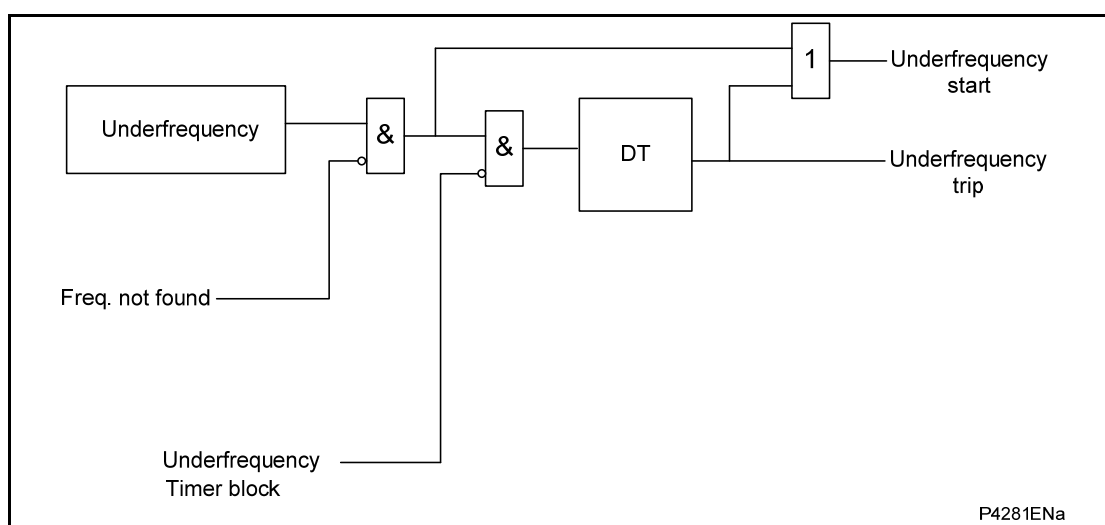 1
Underfrequency
start
Underfrequency
&
&
DT
Underfrequency
trip
Freq. not found
Underfrequency
Timer block
P4281ENa